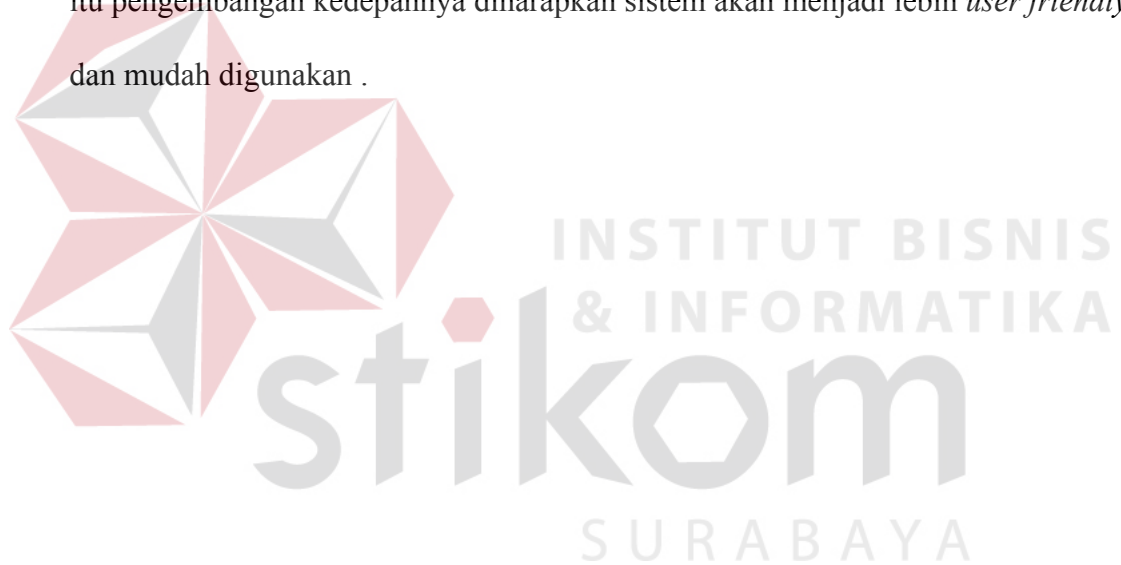 itu pengembangan kedepannya diharapkan sistem akan menjadi lebih user friendly
dan mudah digunakan .
INSTITUT BISNIS
& INFORMATIKA
stikom
SURABAYA